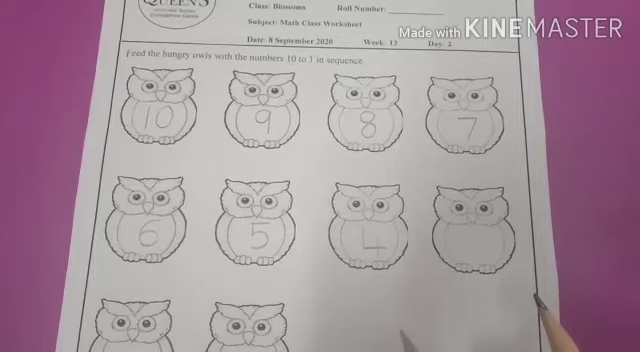 QUEEN'S
Class: Blossoms Roll Number:
Made with KINEMASTER
Subject: Math Class Worksheet
Date: 8 September 2020 Week: 13 Day: 2
Feed the hungry owls with the numbers 10 to 1 in sequence.
10 9 8 7
6 5 4